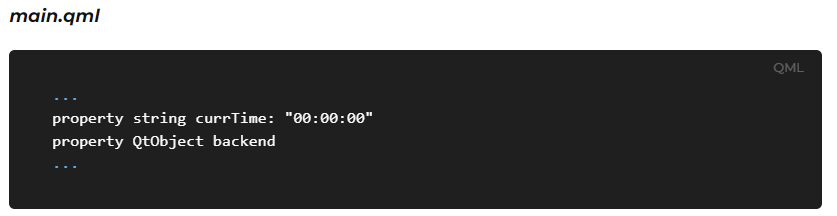 main.qml
QML
...
property string currTime: "00:00:00"
property QtObject backend
...